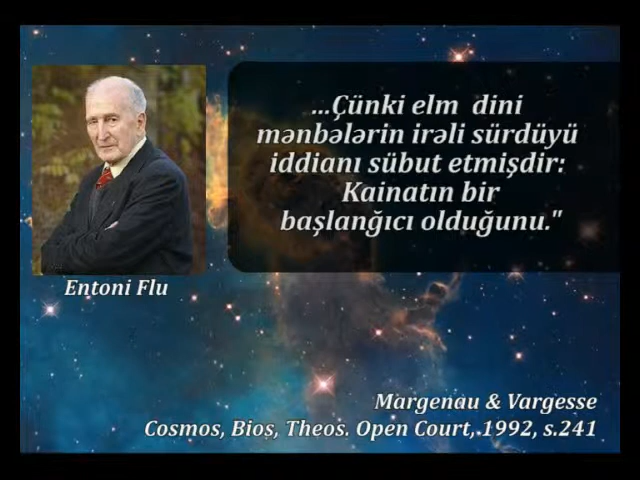 ...Çünki elm dini
mənbələrin irəli sürdüyü
iddianı sübut etmişdir:
Kainatın bir
başlanğıcı olduğunu."
Entoni Flu
Margenau & Vargesse
Cosmos, Bios, Theos. Open Court, 1992, s.241